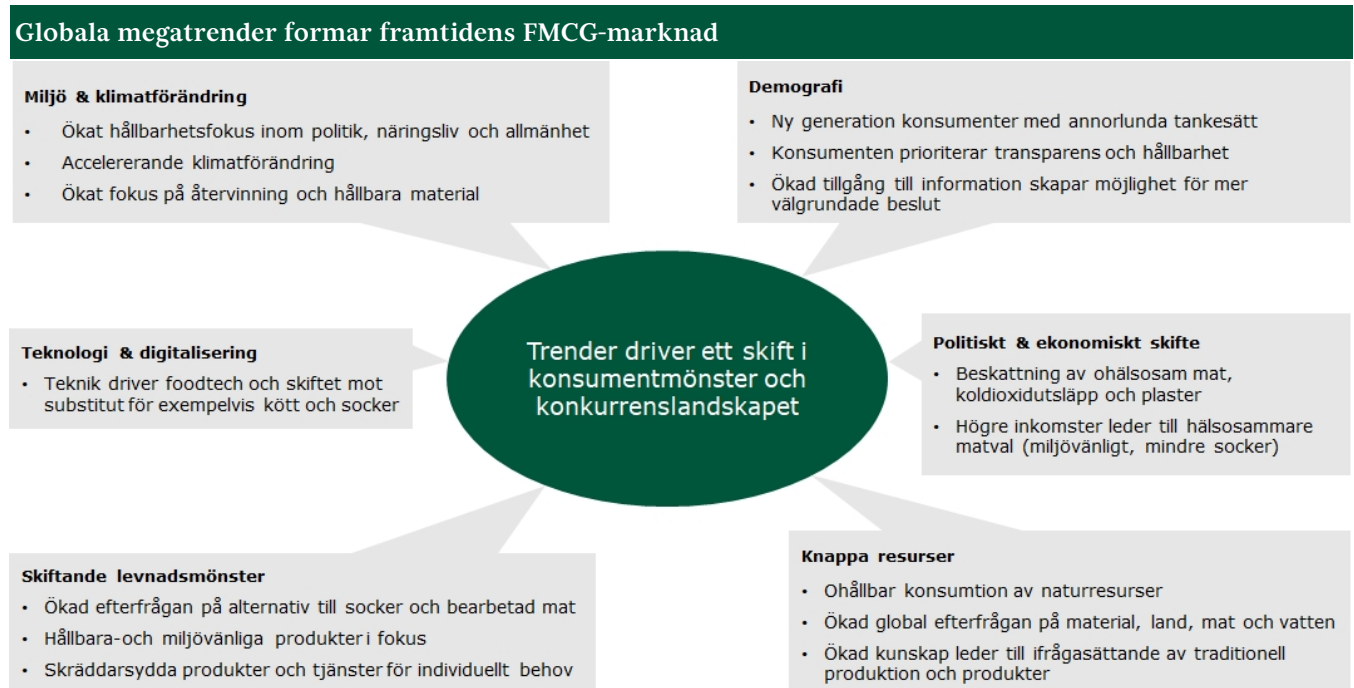 Globala megatrender formar framtidens FMCG-marknad
Miljö & klimatförändring
• Ökat hållbarhetsfokus inom politik, näringsliv och allmänhet
• Accelererande klimatförändring
• Ökat fokus på återvinning och hållbara material
Demografi
• Ny generation konsumenter med annorlunda tankesätt
• Konsumenten prioriterar transparens och hållbarhet
• Ökad tillgång till information skapar möjlighet för mer
välgrundade beslut
Teknologi & digitalisering
• Teknik driver foodtech och skiftet mot
substitut för exempelvis kött och socker
Trender driver ett skift i
konsumentmönster och
konkurrenslandskapet
Politiskt & ekonomiskt skifte
• Beskattning av ohälsosam mat,
koldioxidutsläpp och plaster
• Högre inkomster leder till hälsosammare
matval (miljövänligt, mindre socker)
Skiftande levnadsmönster
• Ökad efterfrågan på alternativ till socker och bearbetad mat
• Hållbara-och miljövänliga produkter i fokus
• Skräddarsydda produkter och tjänster för individuellt behov
Knappa resurser
• Ohållbar konsumtion av naturresurser
• Ökad global efterfrågan på material, land, mat och vatten
• Ökad kunskap leder till ifrågasättande av traditionell
produktion och produkter